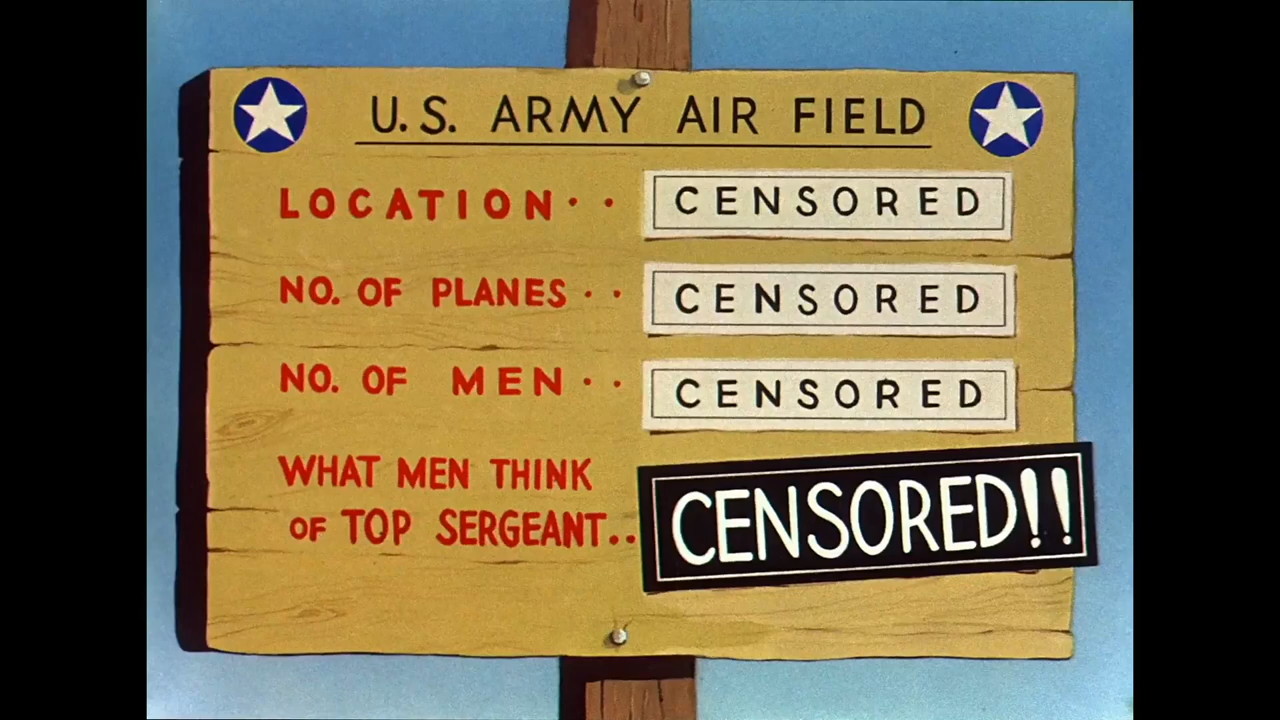 U.S. ARMY AIR FIELD
LOCATION·· CENSORED
NO. OF PLANES·· CENSORED
NO. OF MEN·· CENSORED
WHAT MEN THINK
OF TOP SERGEANT.. CENSORED!!